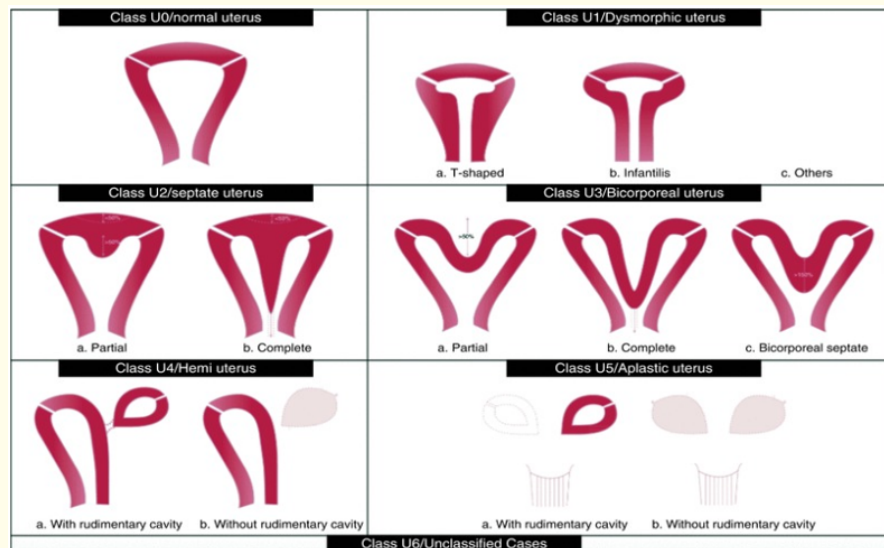 Class U0/normal uterus
Class U1/Dysmorphic uterus
a. T-shaped
b. Infantilis
c. Others
Class U2/septate uterus
a. Partial
b. Complete
Class U3/Bicorporeal uterus
>50%
a. Partial
b. Complete
c. Bicorporeal septate
Class U4/Hemi uterus
a. With rudimentary cavity
b. Without rudimentary cavity
Class U5/Aplastic uterus
a. With rudimentary cavity
b. Without rudimentary cavity
Class U6/Unclassified Cases